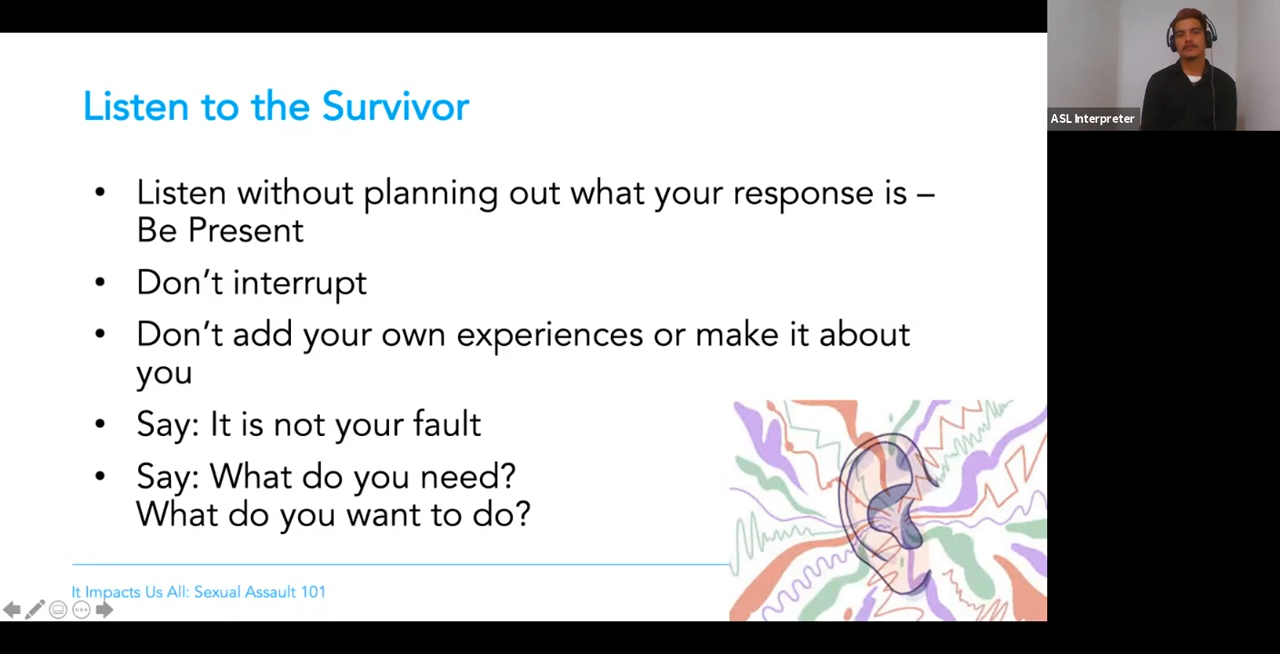 Listen to the Survivor
• Listen without planning out what your response is –
Be Present
• Don’t interrupt
• Don’t add your own experiences or make it about
you
• Say: It is not your fault
• Say: What do you need?
What do you want to do?
It Impacts Us All: Sexual Assault 101
ASL Interpreter